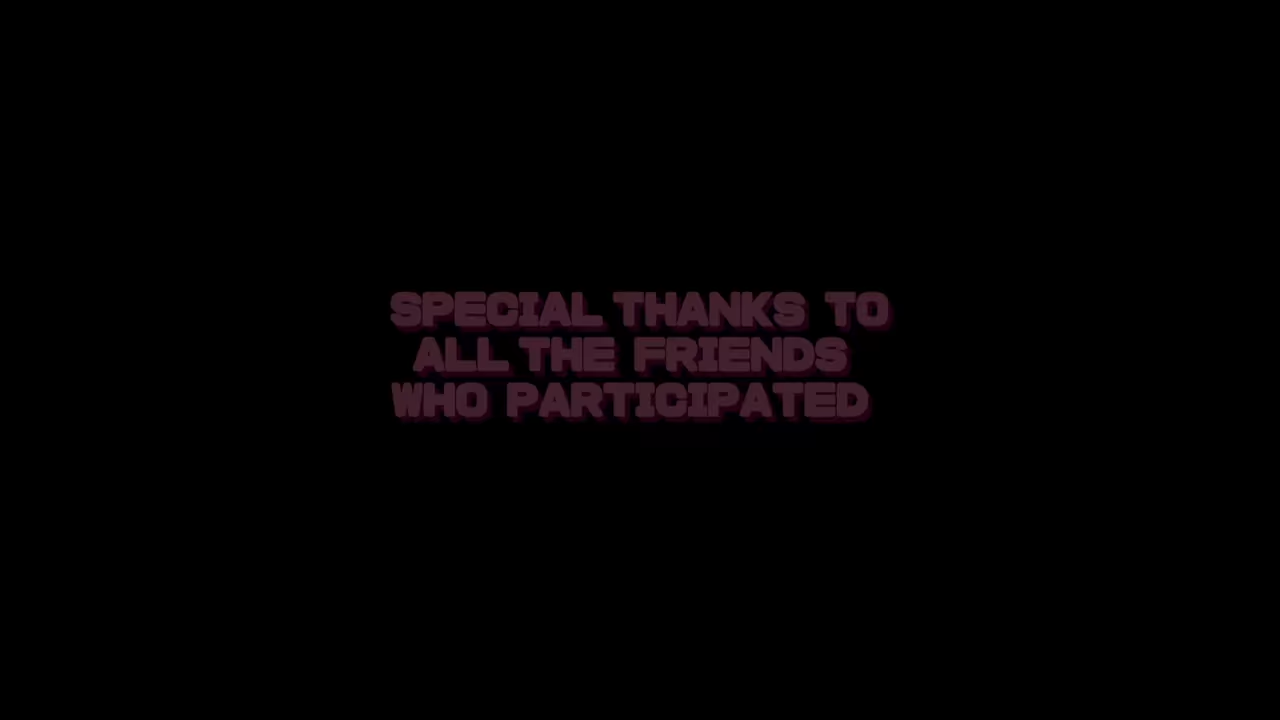 SPECIAL THANKS TO
ALL THE FRIENDS
WHO PARTICIPATED